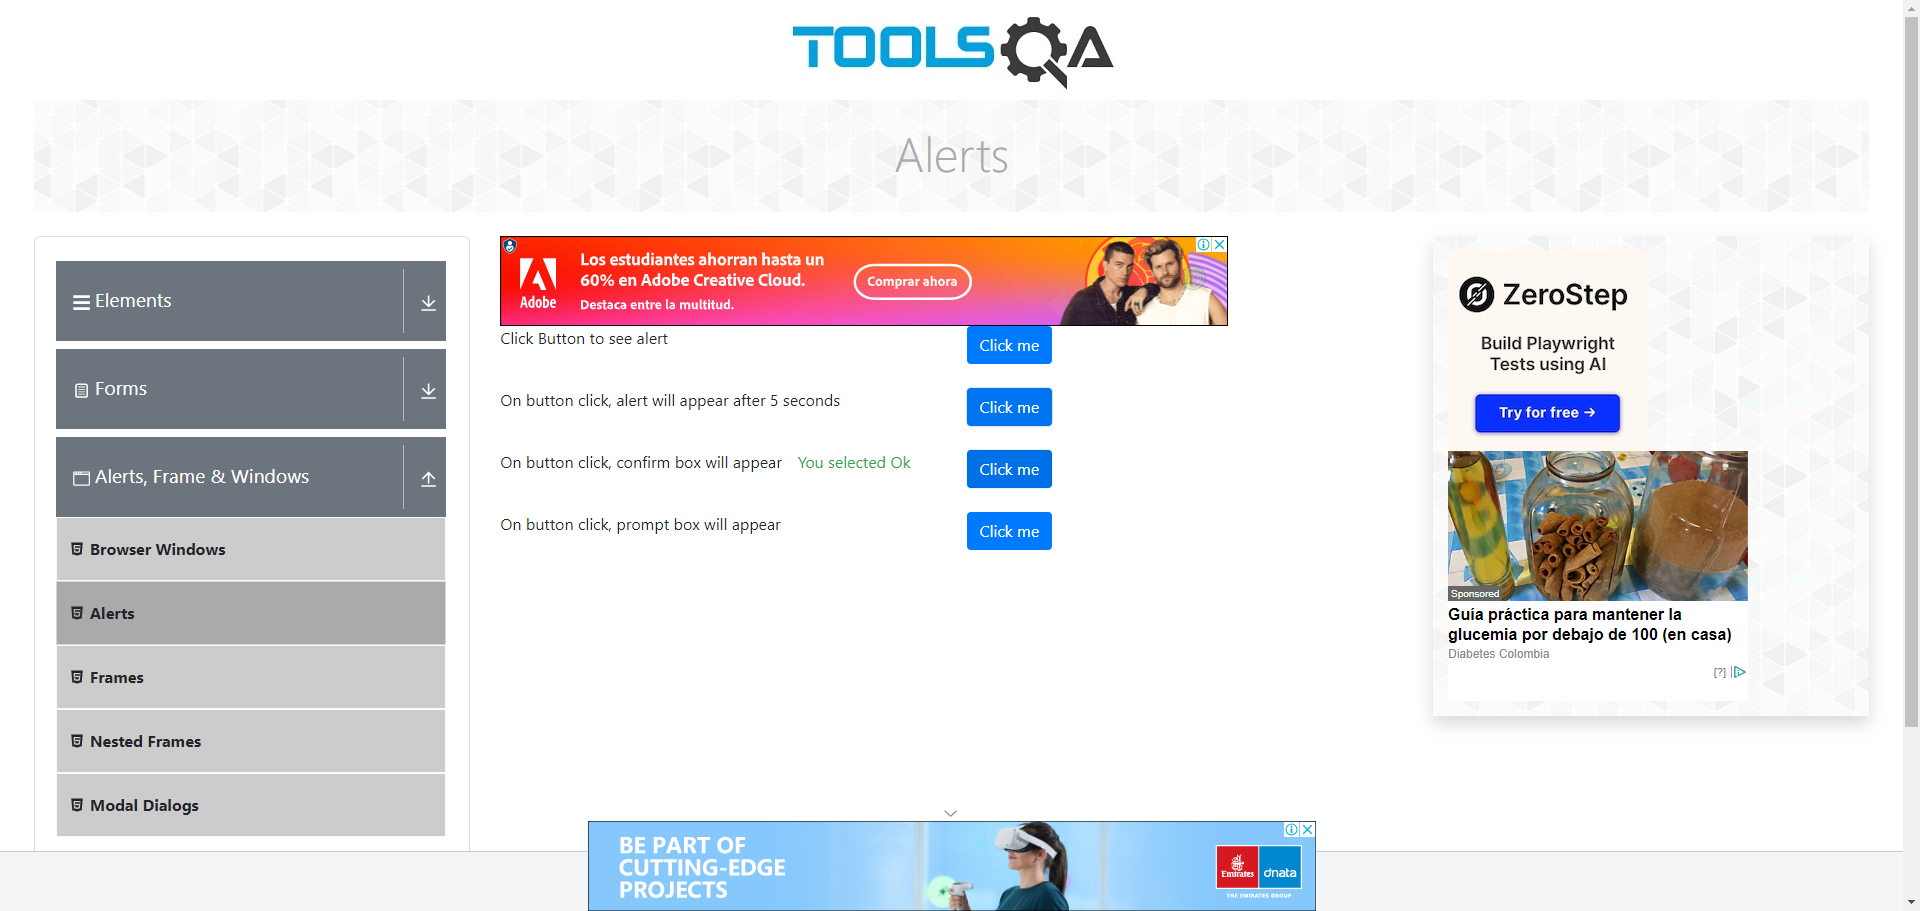 TOOLSQA
Alerts
Elements
Forms
Alerts, Frame & Windows
Browser Windows
Alerts
Frames
Nested Frames
Modal Dialogs
Adobe
Los estudiantes ahorran hasta un
60% en Adobe Creative Cloud.
Destaca entre la multitud.
Comprar ahora
Click Button to see alert
Click me
On button click, alert will appear after 5 seconds
Click me
On button click, confirm box will appear You selected Ok
Click me
On button click, prompt box will appear
Click me
ZeroStep
Build Playwright
Tests using AI
Try for free →
Sponsored
Guía práctica para mantener la
glucemia por debajo de 100 (en casa)
Diabetes Colombia
[?]
BE PART OF
CUTTING-EDGE
PROJECTS
Emirates
dnata
THE EMIRATES GROUP